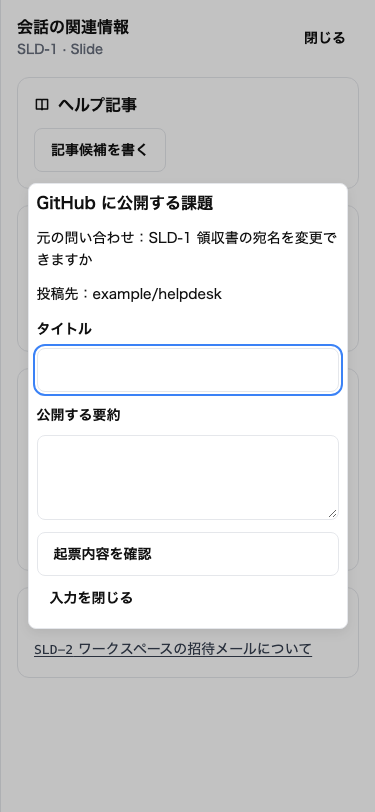 会話の関連情報
SLD-1 · Slide
閉じる
ヘルプ記事
記事候補を書く
GitHub に公開する課題
元の問い合わせ：SLD-1 領収書の宛名を変更で
きますか
投稿先：example/helpdesk
タイトル
公開する要約
起票内容を確認
入力を閉じる
SLD-2 ワークスペースの招待メールについて